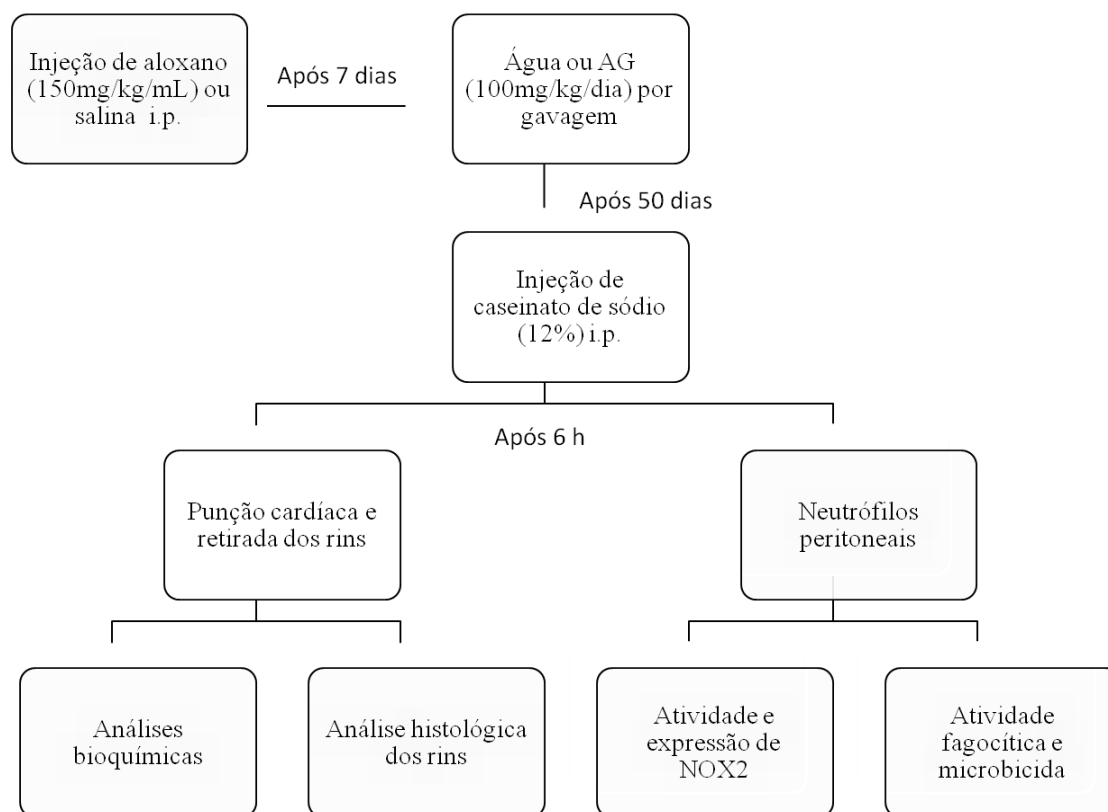 Injeção de aloxano
(150mg/kg/mL) ou
salina i.p.
Após 7 dias
Água ou AG
(100mg/kg/dia) por
gavagem
Após 50 dias
Injeção de
caseinato de sódio
(12%) i.p.
Após 6 h
Punção cardíaca e
retirada dos rins
Neutrófilos
peritoneais
Análises
bioquímicas
Análise histológica
dos rins
Atividade e
expressão de
NOX2
Atividade
fagocítica e
microbicida